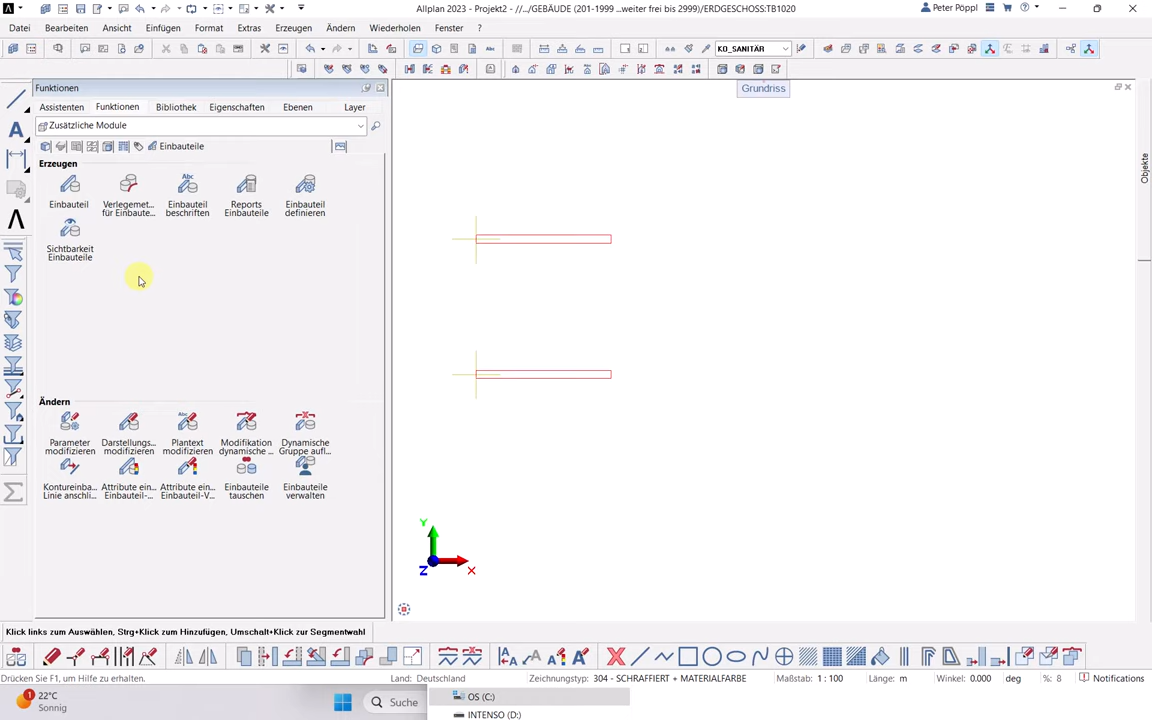 Allplan 2023 - Projekt2 - //.../GEBÄUDE (201-1999 ...weiter frei bis 2999)/ERDGESCHOSS:TB1020
Peter Pöppl
Datei Bearbeiten Ansicht Einfügen Format Extras Erzeugen Ändern Wiederholen Fenster ?
KO_SANITÄR
Funktionen
Grundriss
Assistenten Funktionen Bibliothek Eigenschaften Ebenen Layer
Zusätzliche Module
Einbauteile
Objekte
Erzeugen
Einbauteil
Verlegemet...
für Einbaute...
Einbauteil
beschriften
Reports
Einbauteile
Einbauteil
definieren
Sichtbarkeit
Einbauteile
Ändern
Parameter
modifizieren
Darstellungs...
modifizieren
Plantext
modifizieren
Modifikation
dynamische ...
Dynamische
Gruppe aufl...
Kontureinba...
Linie anschli...
Attribute ein...
Einbauteil-...
Attribute ein...
Einbauteil-V...
Einbauteile
tauschen
Einbauteile
verwalten
Y
Z
X
Klick links zum Auswählen, Strg+Klick zum Hinzufügen, Umschalt+Klick zur Segmentwahl
Drücken Sie F1, um Hilfe zu erhalten.
Land: Deutschland
Zeichnungstyp: 304 - SCHRAFFIERT + MATERIALFARBE
Maßstab: 1 : 100
Länge: m
Winkel: 0.000
deg
%: 8
Notifications
22°C
Sonnig
Suche
OS (C:)
INTENSO (D:)